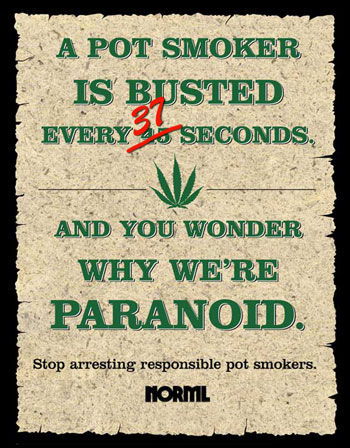 A POT SMOKER
IS BUSTED
37
EVERY 45 SECONDS.
AND YOU WONDER
WHY WE'RE
PARANOID.
Stop arresting responsible pot smokers.
NORML